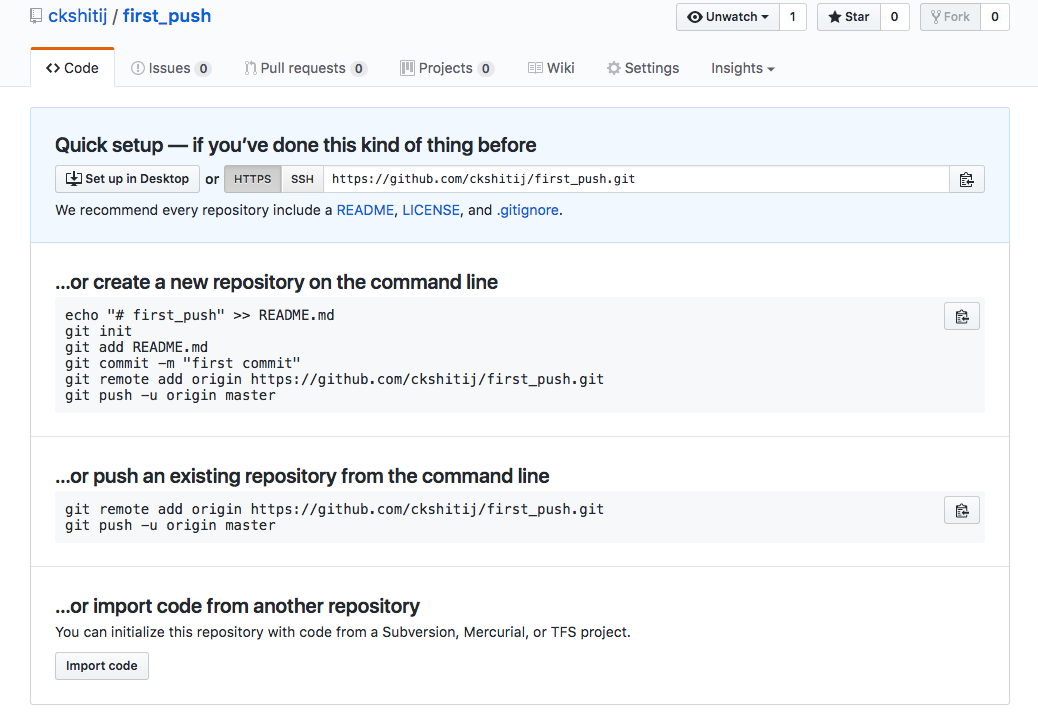 ckshitij / first_push
Unwatch 1 Star 0 Fork 0
<> Code Issues 0 Pull requests 0 Projects 0 Wiki Settings Insights
Quick setup — if you’ve done this kind of thing before
Set up in Desktop or HTTPS SSH https://github.com/ckshitij/first_push.git
We recommend every repository include a README, LICENSE, and .gitignore.
…or create a new repository on the command line
echo "# first_push" >> README.md
git init
git add README.md
git commit -m "first commit"
git remote add origin https://github.com/ckshitij/first_push.git
git push -u origin master
…or push an existing repository from the command line
git remote add origin https://github.com/ckshitij/first_push.git
git push -u origin master
…or import code from another repository
You can initialize this repository with code from a Subversion, Mercurial, or TFS project.
Import code